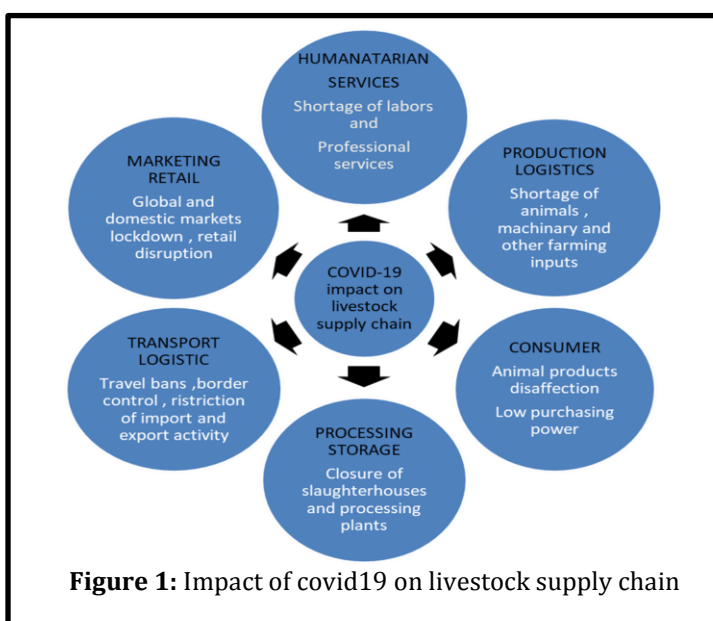 HUMANATARIAN
SERVICES
Shortage of labors
and
Professional
services
MARKETING
RETAIL
Global and
domestic markets
lockdown , retail
disruption
PRODUCTION
LOGISTICS
Shortage of
animals ,
machinary and
other farming
inputs
COVID-19
impact on
livestock
supply chain
TRANSPORT
LOGISTIC
Travel bans ,border
control , ristriction
of import and
export activity
CONSUMER
Animal products
disaffection
Low purchasing
power
PROCESSING
STORAGE
Closure of
slaughterhouses
and processing
plants
Figure 1: Impact of covid19 on livestock supply chain